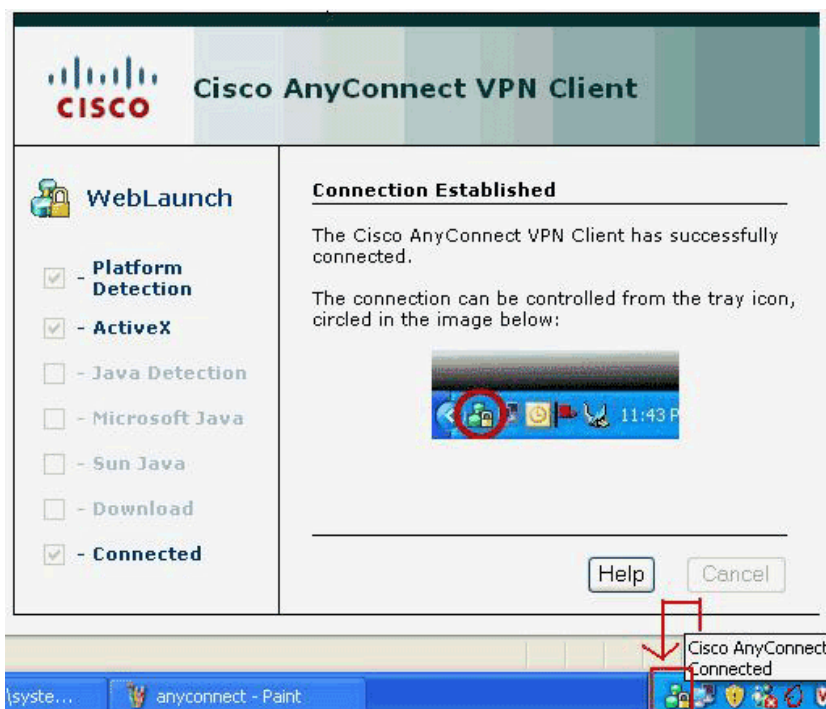 CISCO
Cisco AnyConnect VPN Client
WebLaunch
- Platform
Detection
- ActiveX
- Java Detection
- Microsoft Java
- Sun Java
- Download
- Connected
Connection Established
The Cisco AnyConnect VPN Client has successfully
connected.
The connection can be controlled from the tray icon,
circled in the image below:
11:43 P
Help
Cancel
Cisco AnyConnect
Connected
\syste...
anyconnect - Paint